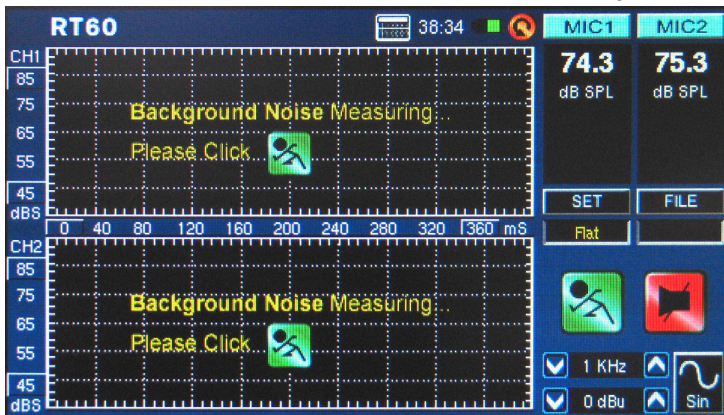 RT60 38:34 MIC1 MIC2
CH1
85
75
65
55
45
dBS
Background Noise Measuring...
Please Click
74.3 75.3
dB SPL dB SPL
SET FILE
Flat
0 40 80 120 160 200 240 280 320 360 mS
CH2
85
75
65
55
45
dBS
Background Noise Measuring...
Please Click
1 KHz
0 dBu
Sin